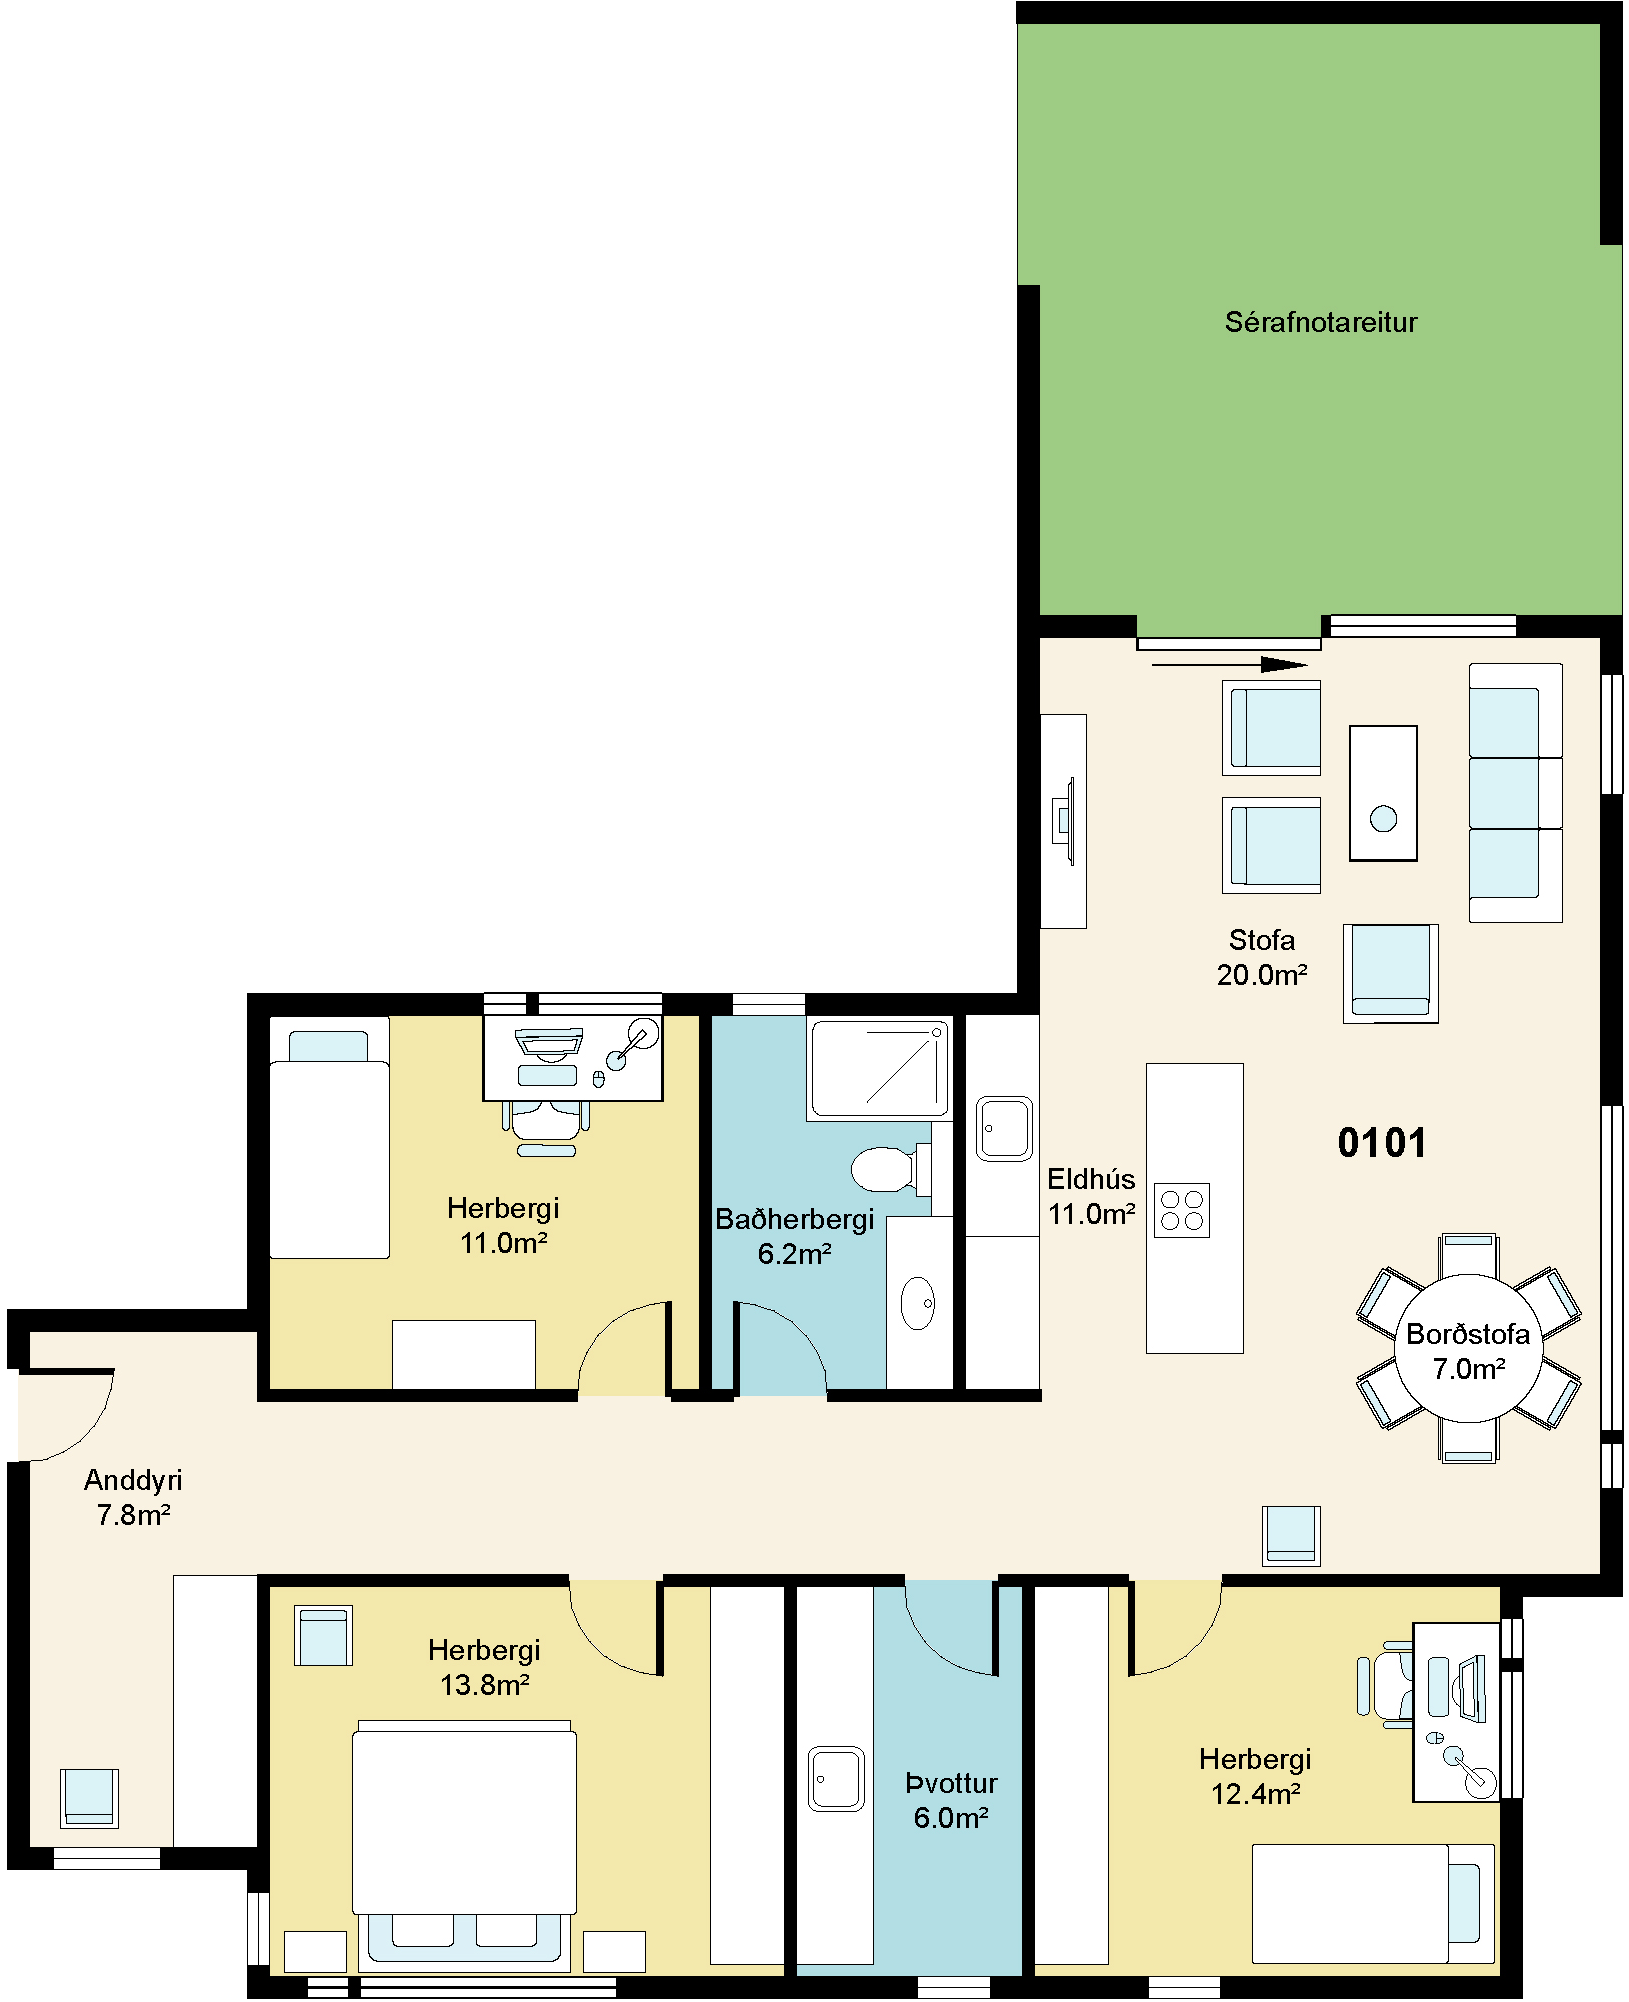 Sérafnotareitur
Stofa
20.0m²
0101
Eldhús
11.0m²
Herbergi
11.0m²
Baðherbergi
6.2m²
Borðstofa
7.0m²
Anddyri
7.8m²
Herbergi
13.8m²
Þvottur
6.0m²
Herbergi
12.4m²